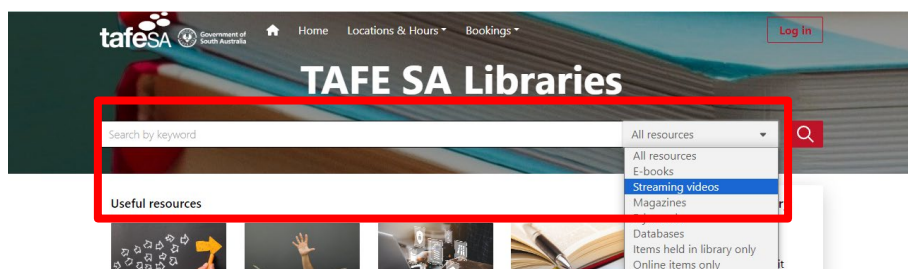 tafeSA Government of South Australia Home Locations & Hours Bookings Log In
TAFE SA Libraries
Search by keyword All resources
All resources
E-books
Streaming videos
Useful resources Magazines
Databases
Items held in library only
Online items only